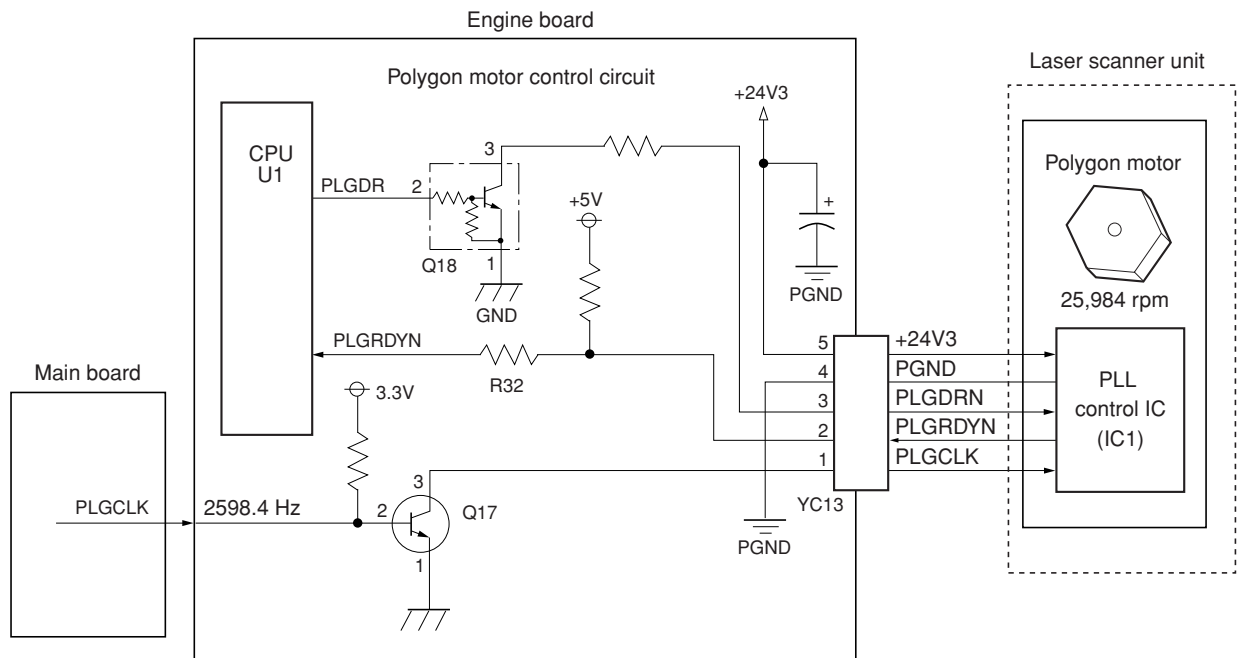 Engine board
Polygon motor control circuit
Laser scanner unit
+24V3
CPU
U1
3
Polygon motor
PLGDR
2
+
+5V
Q18
1
PGND
25,984 rpm
GND
PLGRDYN
5
+24V3
R32
4
PGND
PLL
control IC
(IC1)
Main board
3.3V
3
PLGDRN
2
PLGRDYN
1
PLGCLK
3
PLGCLK
2598.4 Hz
2
Q17
YC13
1
PGND